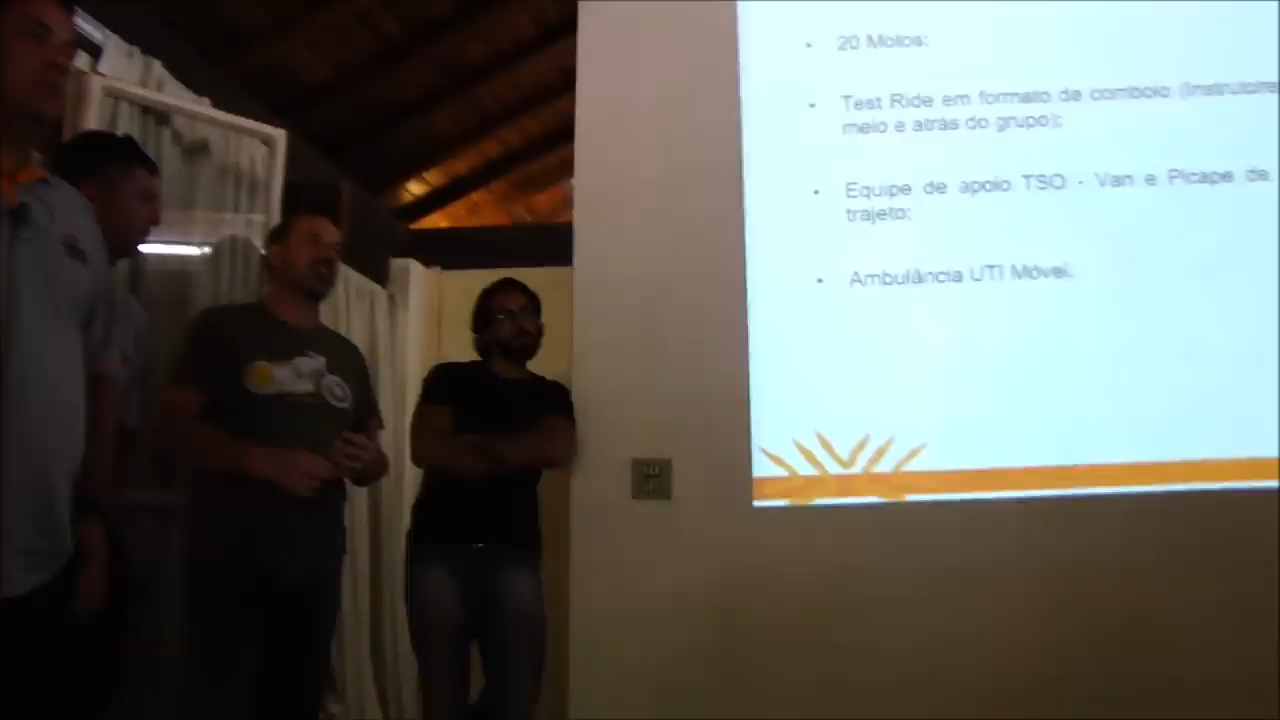 20 Motos;
Test Ride em formato de comboio (Instrutores
meio e atrás do grupo);
Equipe de apoio TSO - Van e Picape de
trajeto;
Ambulância UTI Móvel.